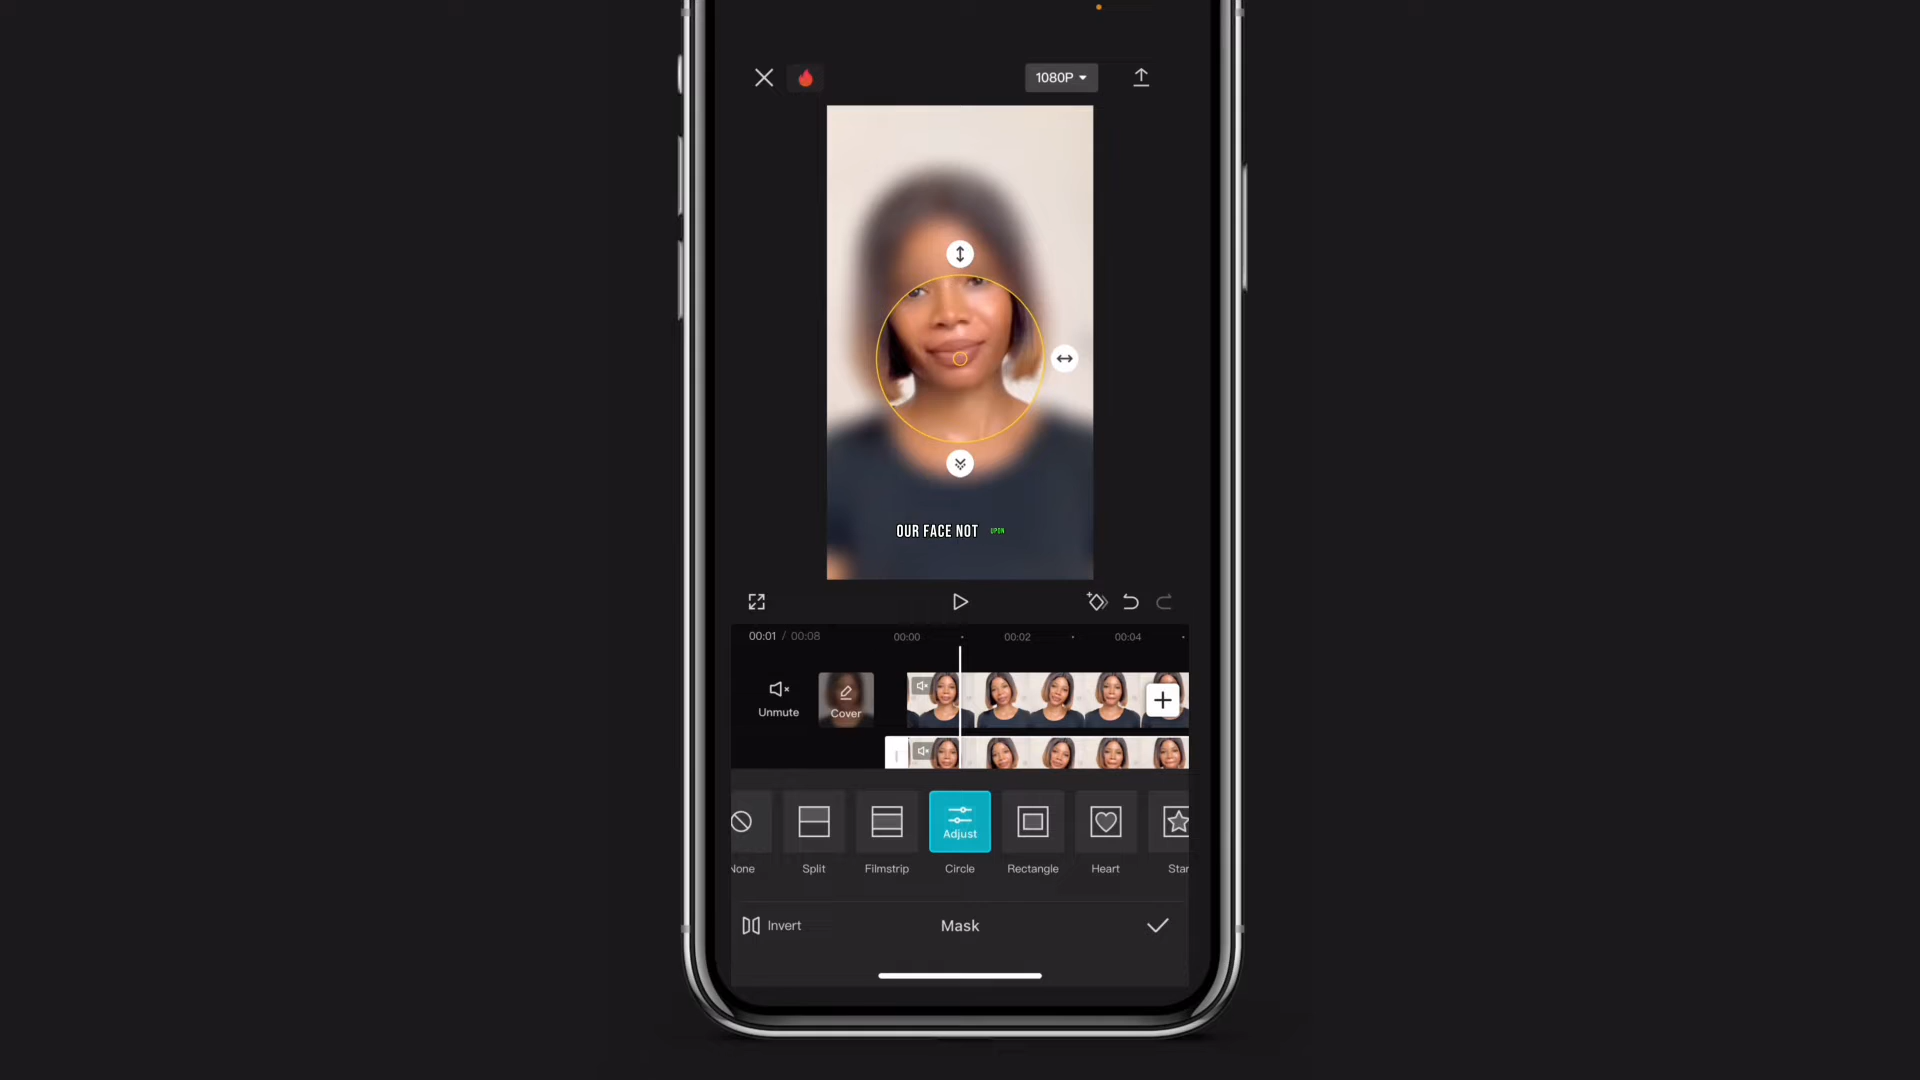 1080P
OUR FACE NOT UPON
00:01 / 00:08
00:00
00:02
00:04
Unmute
Cover
Adjust
None
Split
Filmstrip
Circle
Rectangle
Heart
Star
Invert
Mask